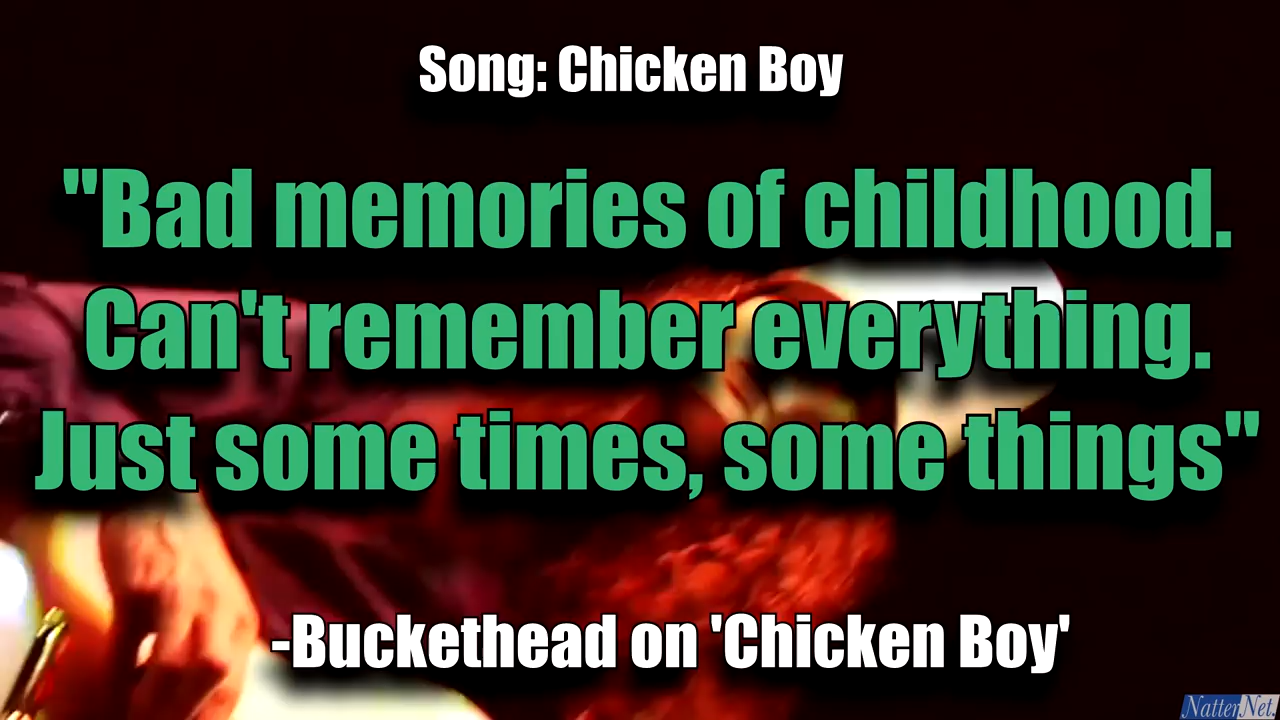 Song: Chicken Boy
"Bad memories of childhood.
Can't remember everything.
Just some times, some things"
-Buckethead on 'Chicken Boy'
NatterNet.